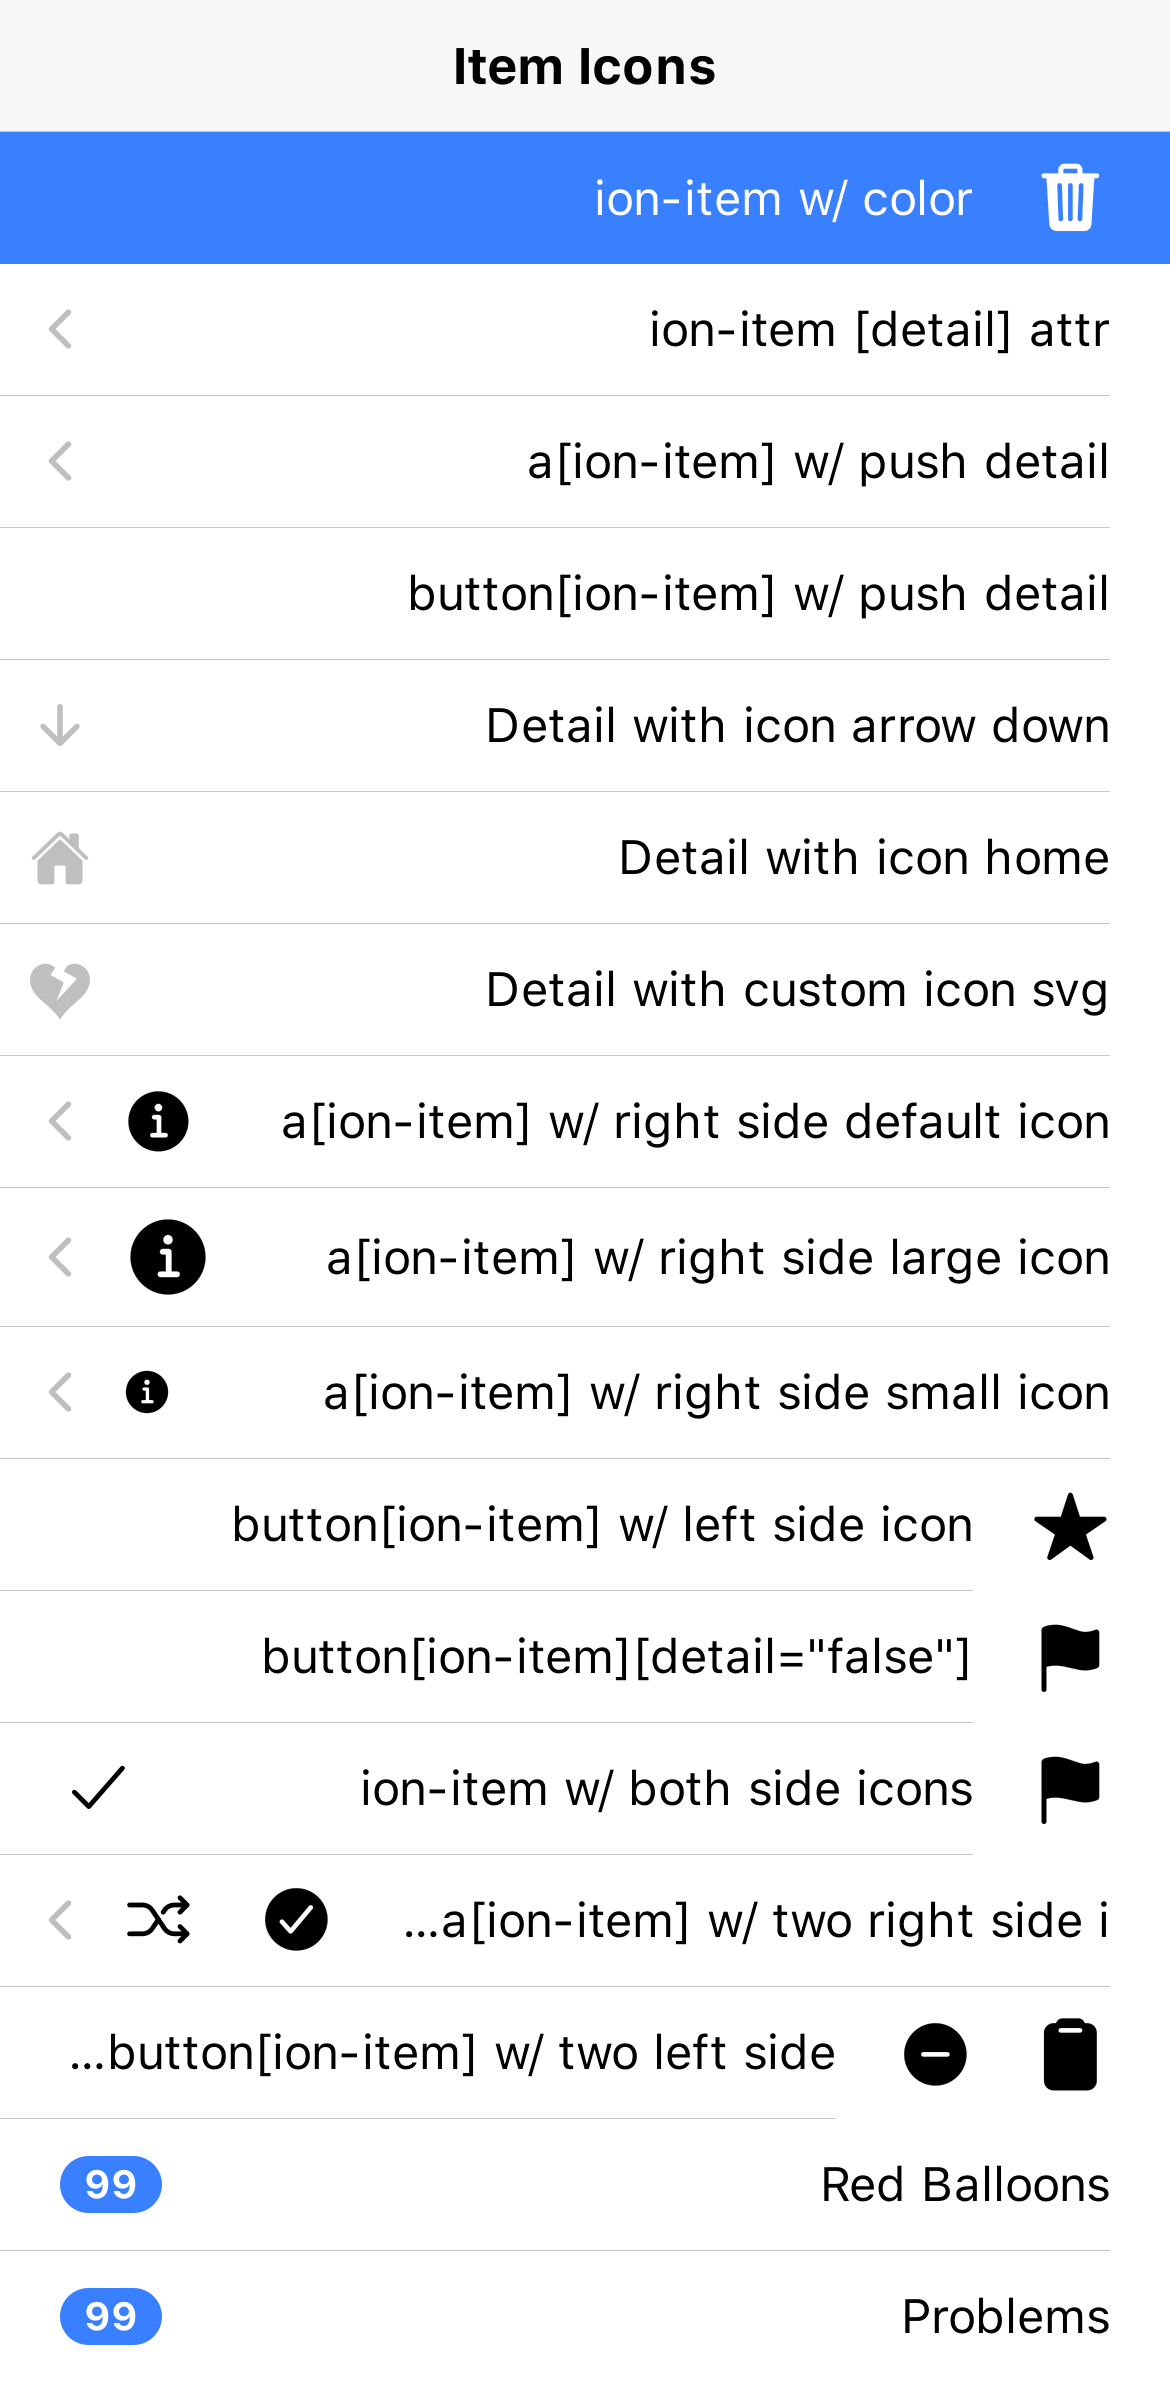 Item Icons
ion-item w/ color
ion-item [detail] attr
a[ion-item] w/ push detail
button[ion-item] w/ push detail
Detail with icon arrow down
Detail with icon home
Detail with custom icon svg
a[ion-item] w/ right side default icon
a[ion-item] w/ right side large icon
a[ion-item] w/ right side small icon
button[ion-item] w/ left side icon
button[ion-item][detail="false"]
ion-item w/ both side icons
...a[ion-item] w/ two right side i
...button[ion-item] w/ two left side
99 Red Balloons
99 Problems